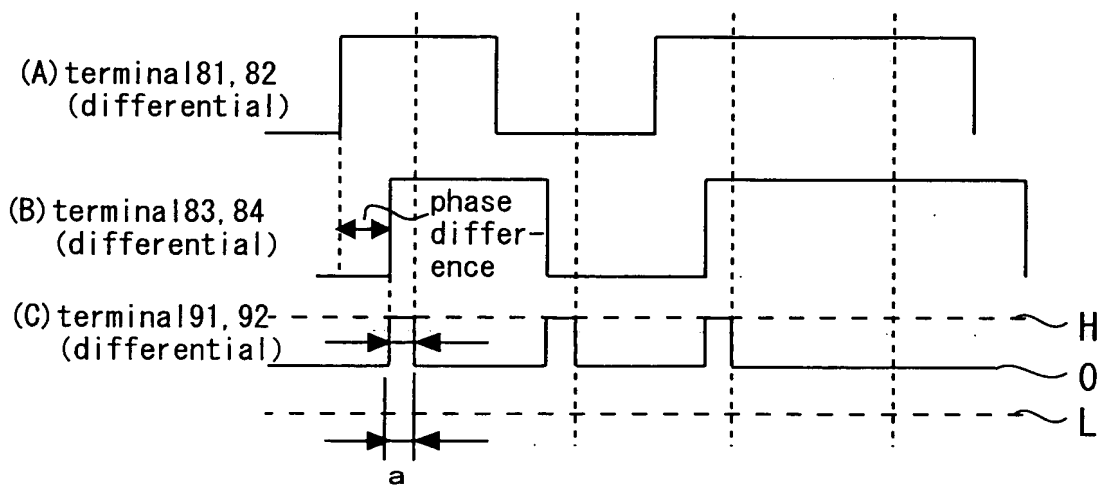 (A) terminal81, 82
(differential)
(B) terminal83, 84
(differential)
phase
differ-
ence
(C) terminal91, 92
(differential)
H
0
L
a